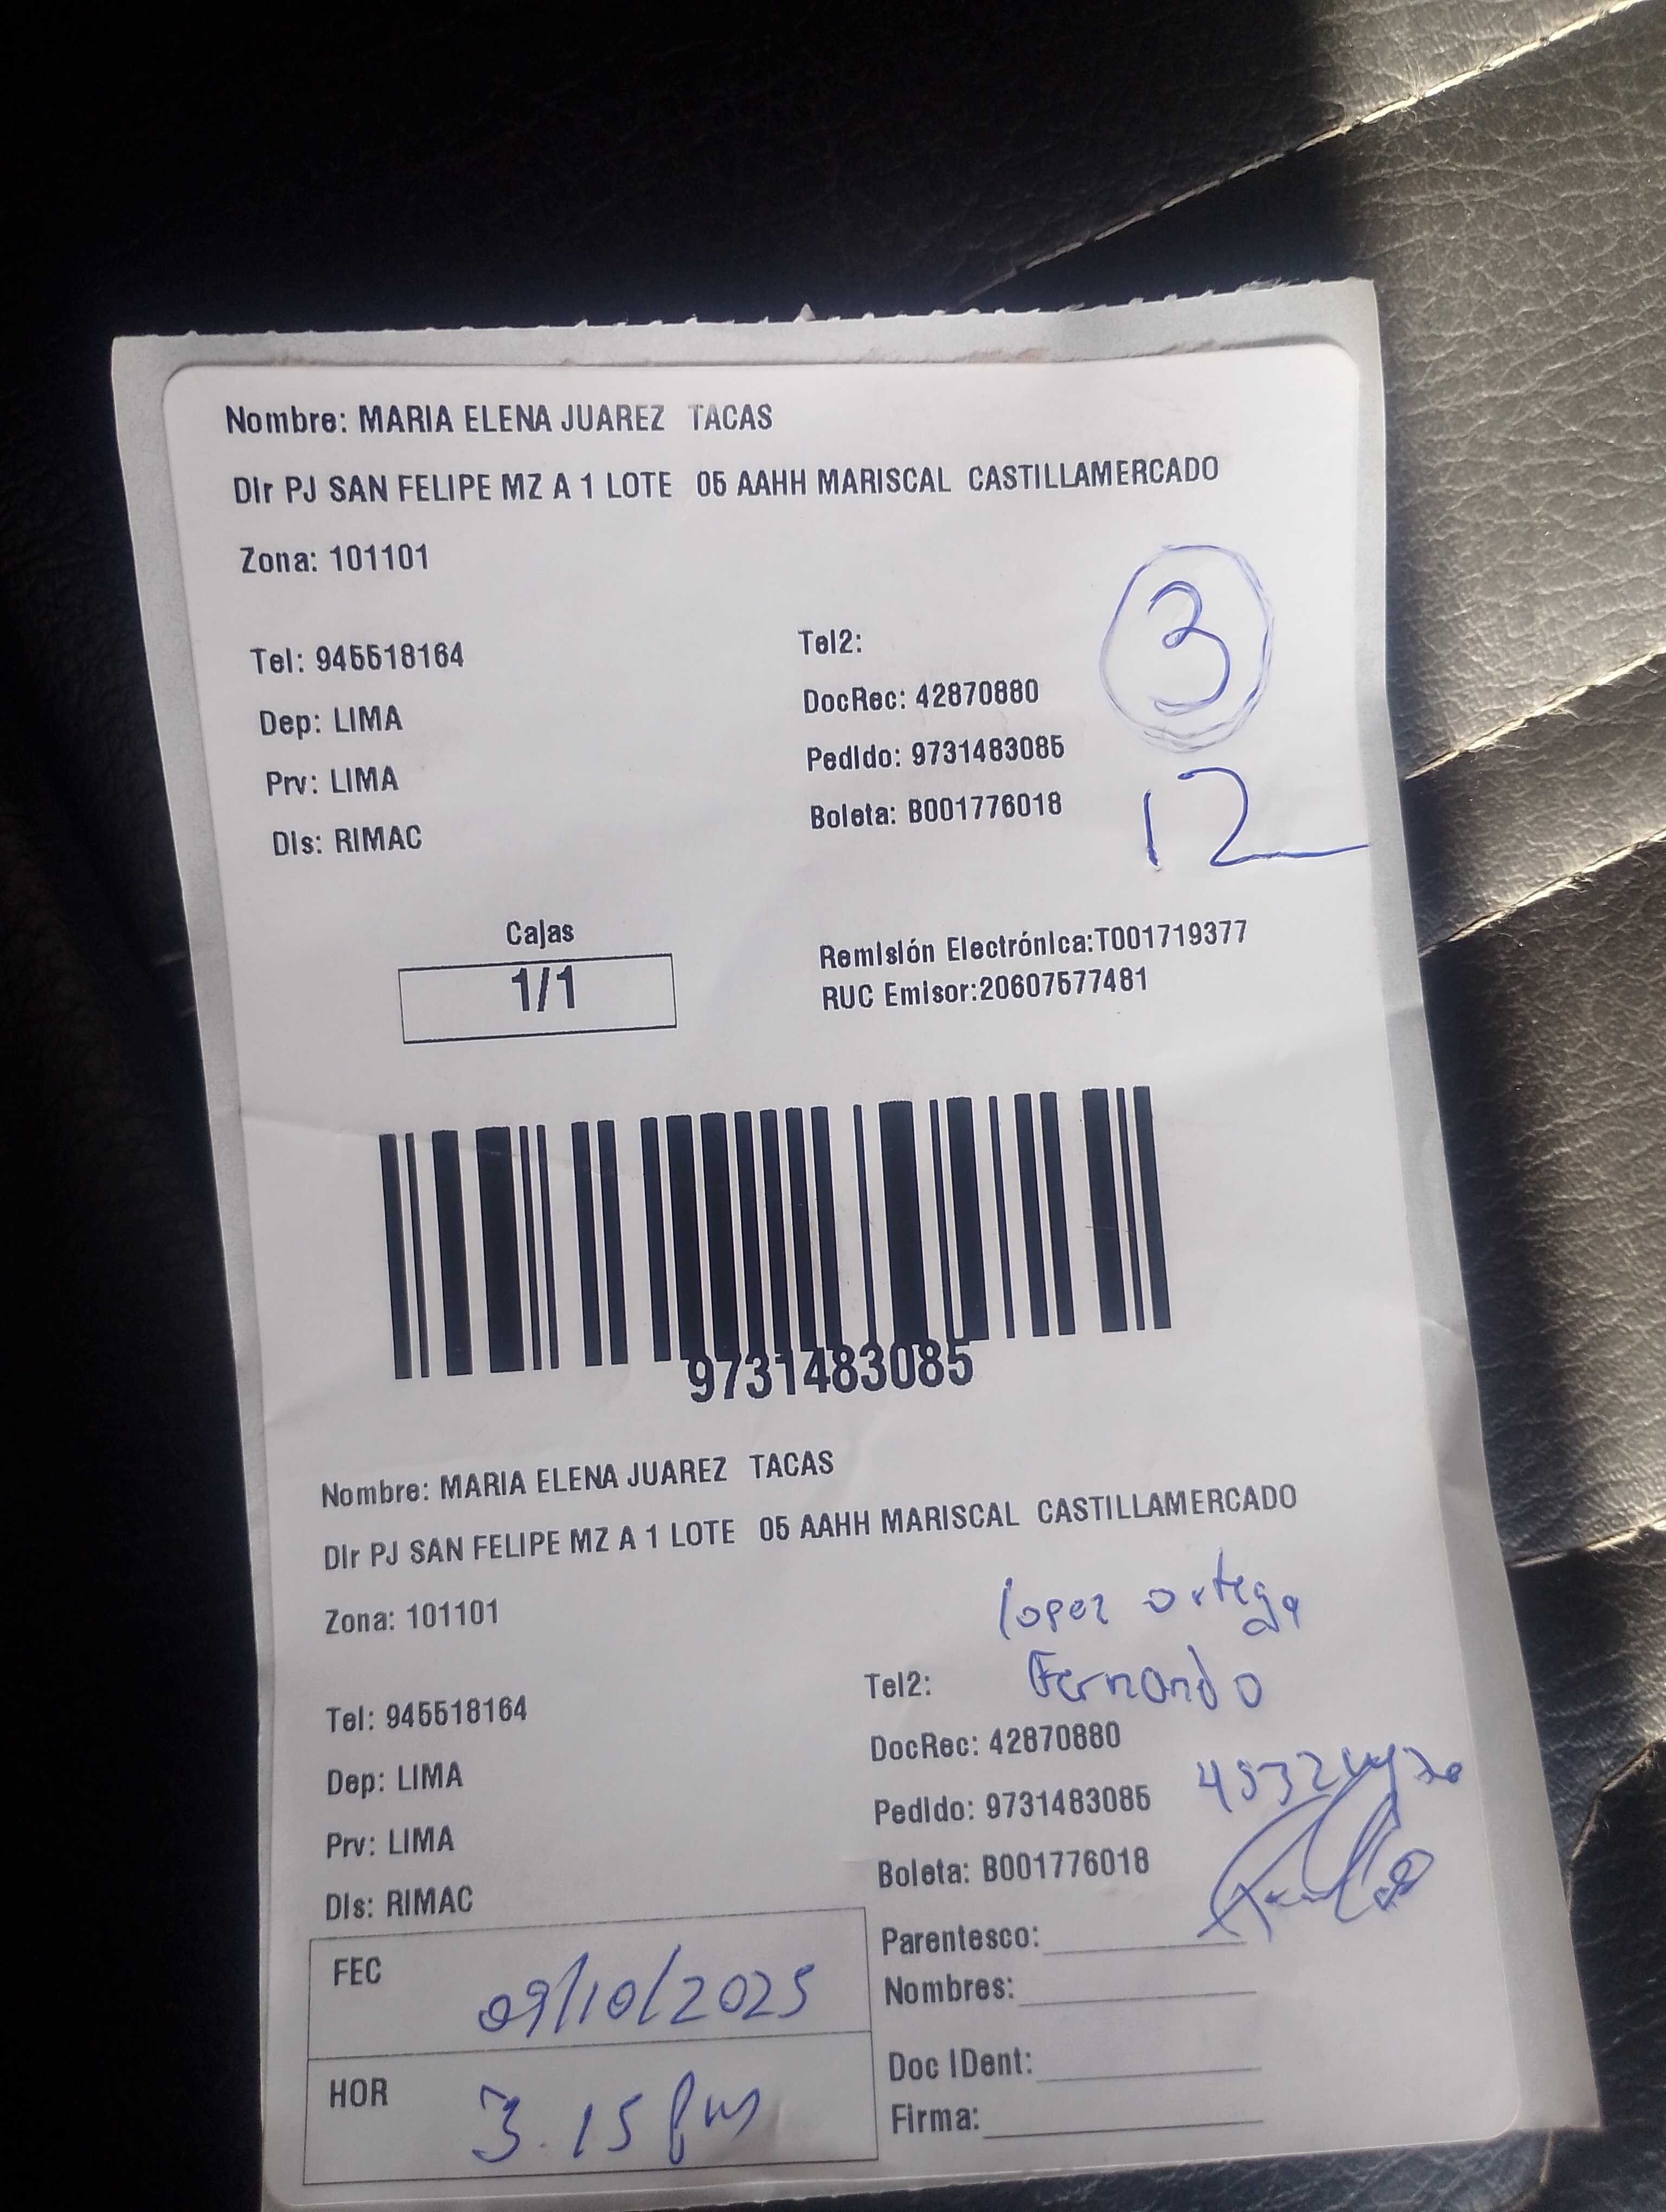 Nombre: MARIA ELENA JUAREZ TACAS
Dir PJ SAN FELIPE MZ A 1 LOTE 05 AAHH MARISCAL CASTILLAMERCADO
Zona: 101101
3
Tel: 945518164
Tel2:
Dep: LIMA
DocRec: 42870880
Prv: LIMA
Pedido: 9731483085
Dis: RIMAC
Boleta: B001776018
12
Cajas
1/1
Remisión Electrónica:T001719377
RUC Emisor:20607577481
9731483085
Nombre: MARIA ELENA JUAREZ TACAS
Dir PJ SAN FELIPE MZ A 1 LOTE 05 AAHH MARISCAL CASTILLAMERCADO
Zona: 101101
lopez ortega
Fernando
Tel: 945518164
Tel2:
Dep: LIMA
DocRec: 42870880
Prv: LIMA
Pedido: 9731483085
Dis: RIMAC
Boleta: B001776018
FEC 09/10/2025
HOR 3.15 pm
Parentesco:
Nombres:
Doc IDent:
Firma: